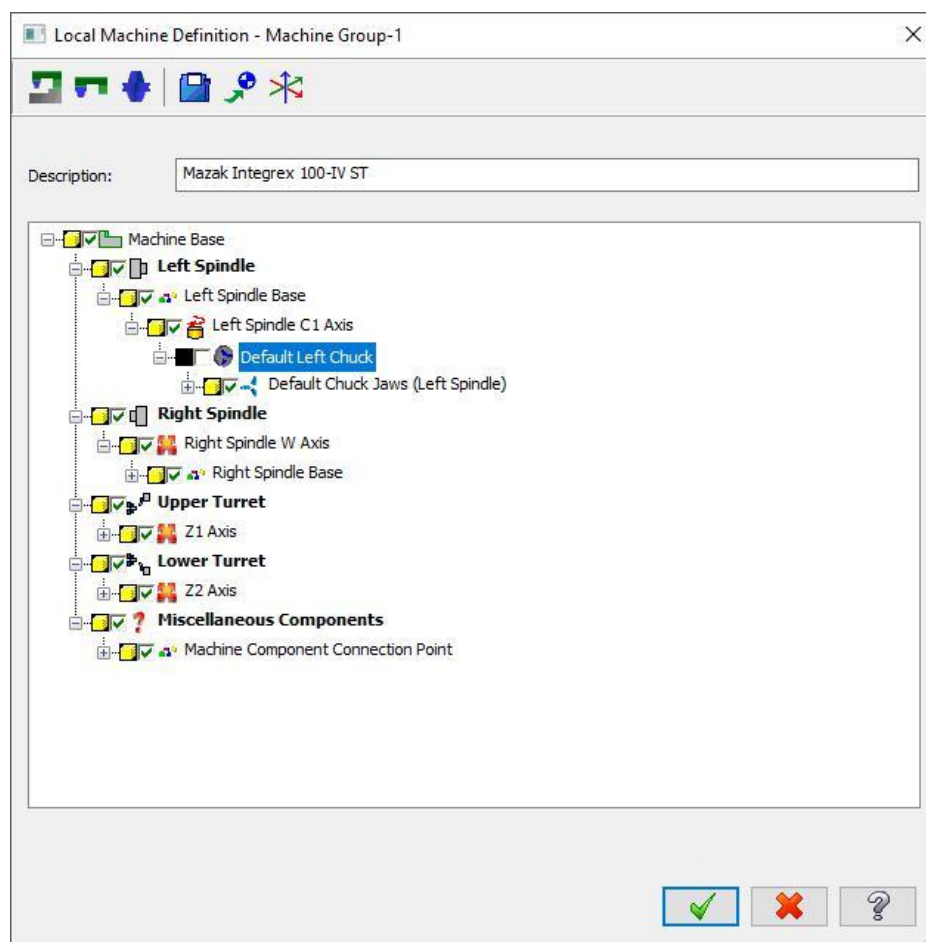 Local Machine Definition - Machine Group-1
Description: Mazak Integrex 100-IV ST
Machine Base
Left Spindle
Left Spindle Base
Left Spindle C1 Axis
Default Left Chuck
Default Chuck Jaws (Left Spindle)
Right Spindle
Right Spindle W Axis
Right Spindle Base
Upper Turret
Z1 Axis
Lower Turret
Z2 Axis
Miscellaneous Components
Machine Component Connection Point